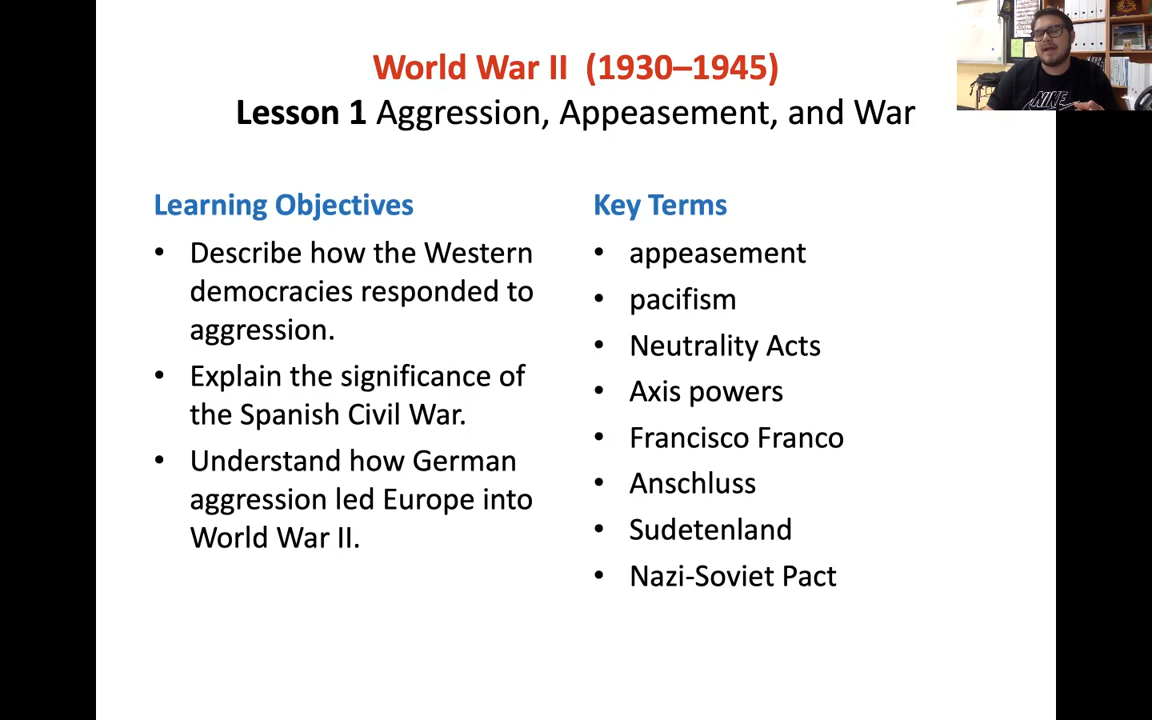 World War II (1930–1945)
Lesson 1 Aggression, Appeasement, and War
Learning Objectives
• Describe how the Western
democracies responded to
aggression.
• Explain the significance of
the Spanish Civil War.
• Understand how German
aggression led Europe into
World War II.
Key Terms
• appeasement
• pacifism
• Neutrality Acts
• Axis powers
• Francisco Franco
• Anschluss
• Sudetenland
• Nazi-Soviet Pact
NIKE